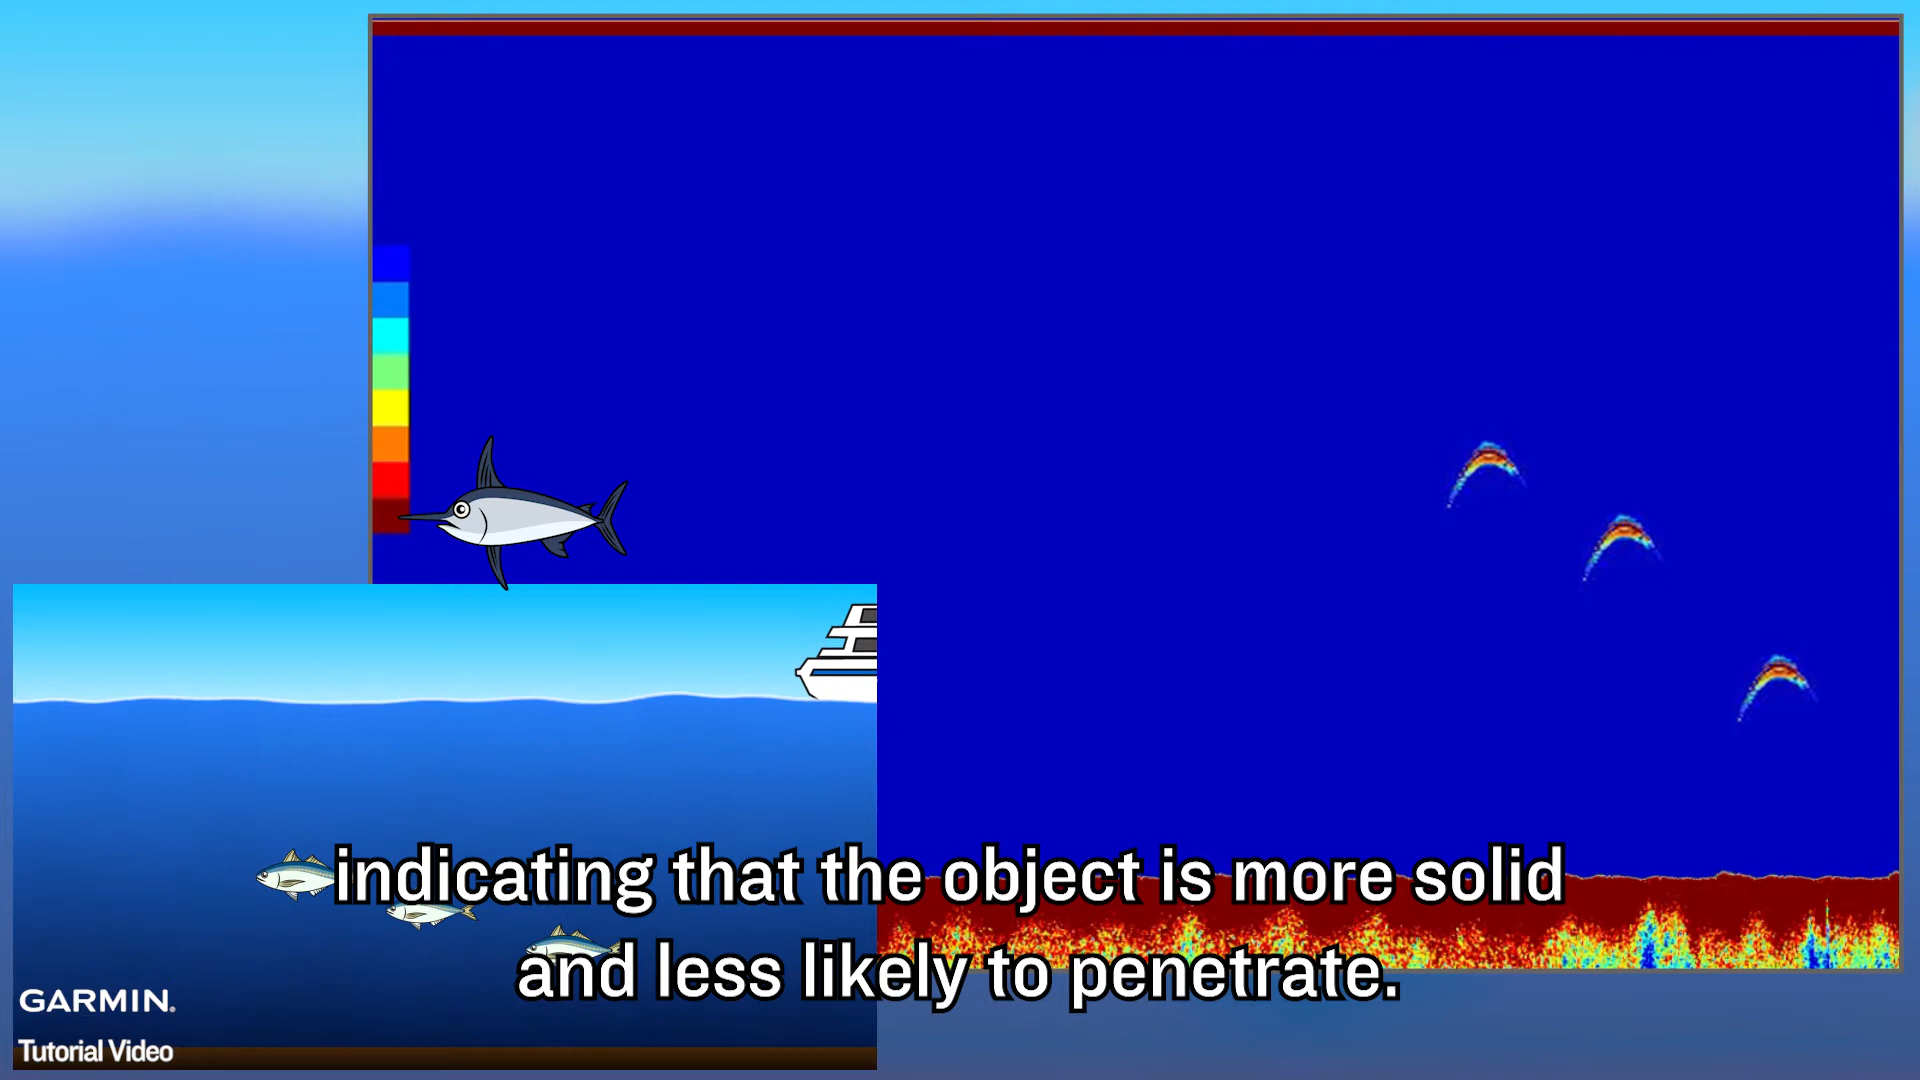 indicating that the object is more solid
and less likely to penetrate.
GARMIN.
Tutorial Video